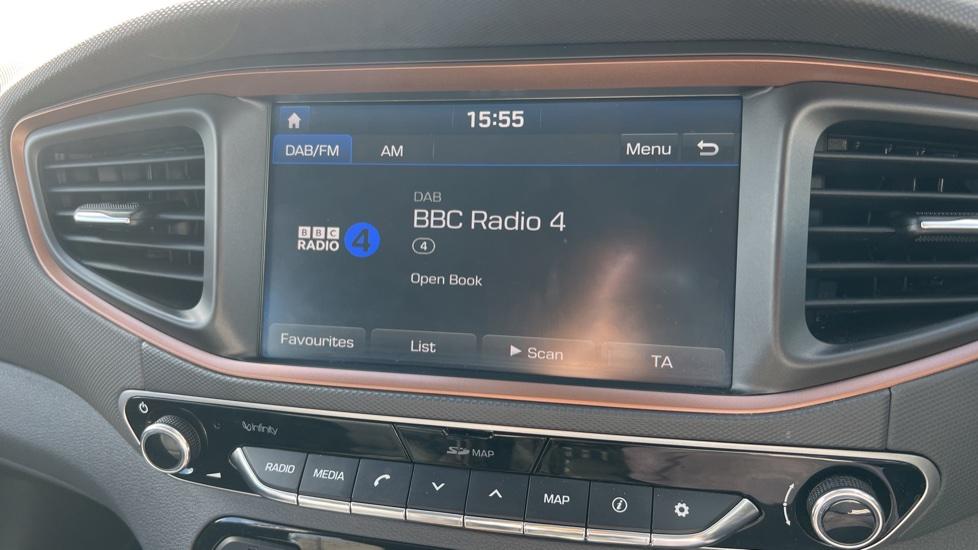 15:55
DAB/FM AM Menu
DAB
BBC Radio 4
BBC
RADIO 4
4
Open Book
Favourites List Scan TA
infinity
SD MAP
RADIO MEDIA MAP i